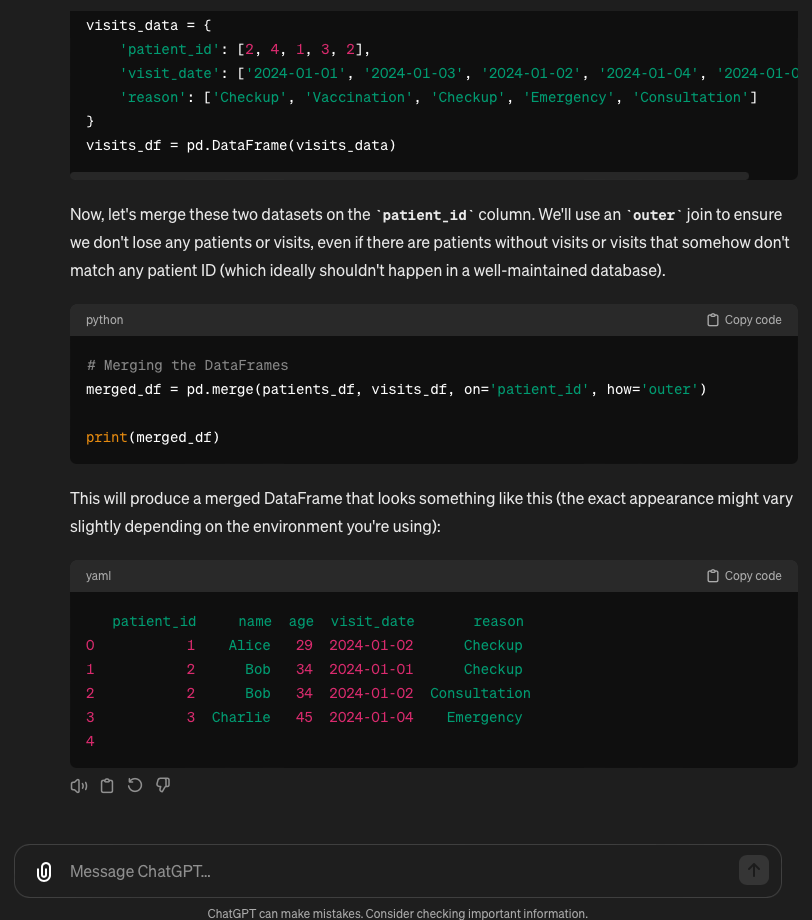 visits_data = {
'patient_id': [2, 4, 1, 3, 2],
'visit_date': ['2024-01-01', '2024-01-03', '2024-01-02', '2024-01-04', '2024-01-0
'reason': ['Checkup', 'Vaccination', 'Checkup', 'Emergency', 'Consultation']
}
visits_df = pd.DataFrame(visits_data)
Now, let's merge these two datasets on the `patient_id` column. We'll use an `outer` join to ensure
we don't lose any patients or visits, even if there are patients without visits or visits that somehow don't
match any patient ID (which ideally shouldn't happen in a well-maintained database).
python Copy code
# Merging the DataFrames
merged_df = pd.merge(patients_df, visits_df, on='patient_id', how='outer')
print(merged_df)
This will produce a merged DataFrame that looks something like this (the exact appearance might vary
slightly depending on the environment you're using):
yaml Copy code
patient_id name age visit_date reason
0 1 Alice 29 2024-01-02 Checkup
1 2 Bob 34 2024-01-01 Checkup
2 2 Bob 34 2024-01-02 Consultation
3 3 Charlie 45 2024-01-04 Emergency
4
Message ChatGPT...
ChatGPT can make mistakes. Consider checking important information.